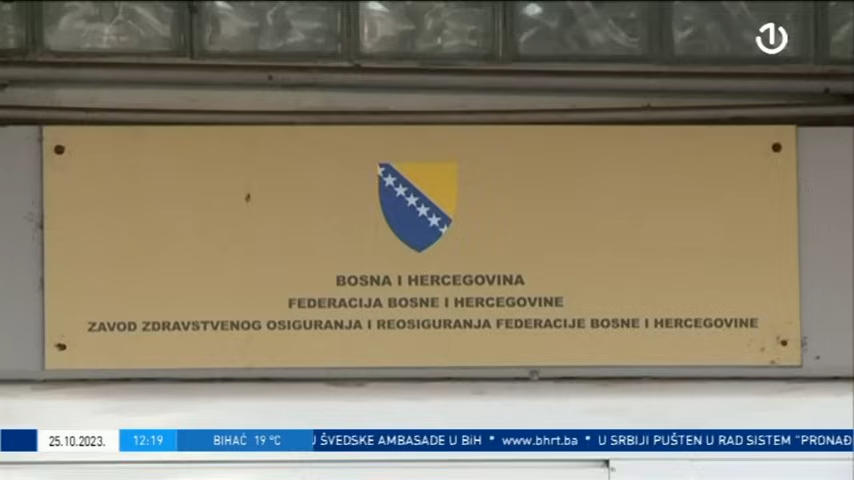 BOSNA I HERCEGOVINA
FEDERACIJA BOSNE I HERCEGOVINE
ZAVOD ZDRAVSTVENOG OSIGURANJA I REOSIGURANJA FEDERACIJE BOSNE I HERCEGOVINE
25.10.2023. 12:19 BIHAĆ 19 °C ŠVEDSKE AMBASADE U BiH * www.bhrt.ba * U SRBIJI PUŠTEN U RAD SISTEM "PRONAĐ